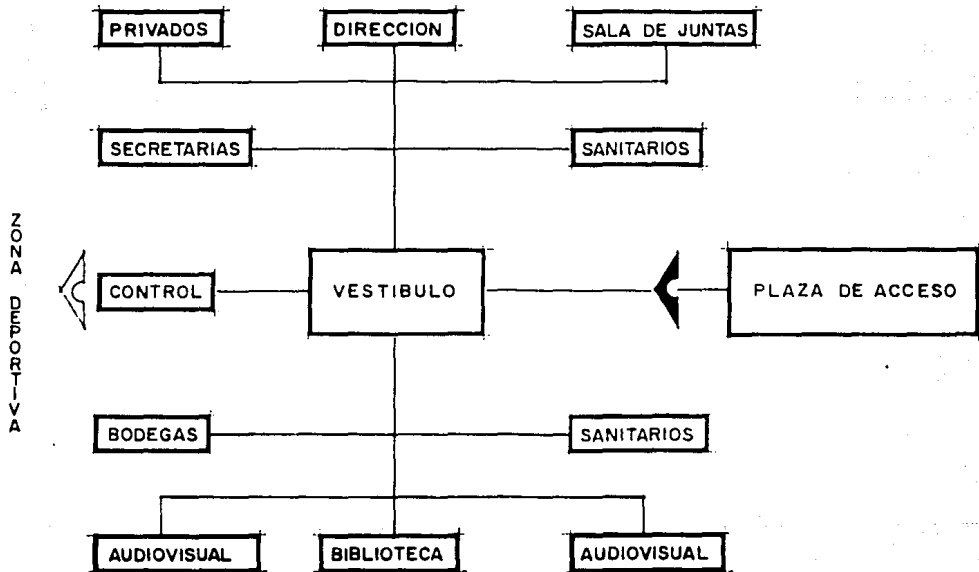 PRIVADOS
DIRECCION
SALA DE JUNTAS
SECRETARIAS
SANITARIOS
ZONA DEPORTIVA
CONTROL
VESTIBULO
PLAZA DE ACCESO
BODEGAS
SANITARIOS
AUDIOVISUAL
BIBLIOTECA
AUDIOVISUAL